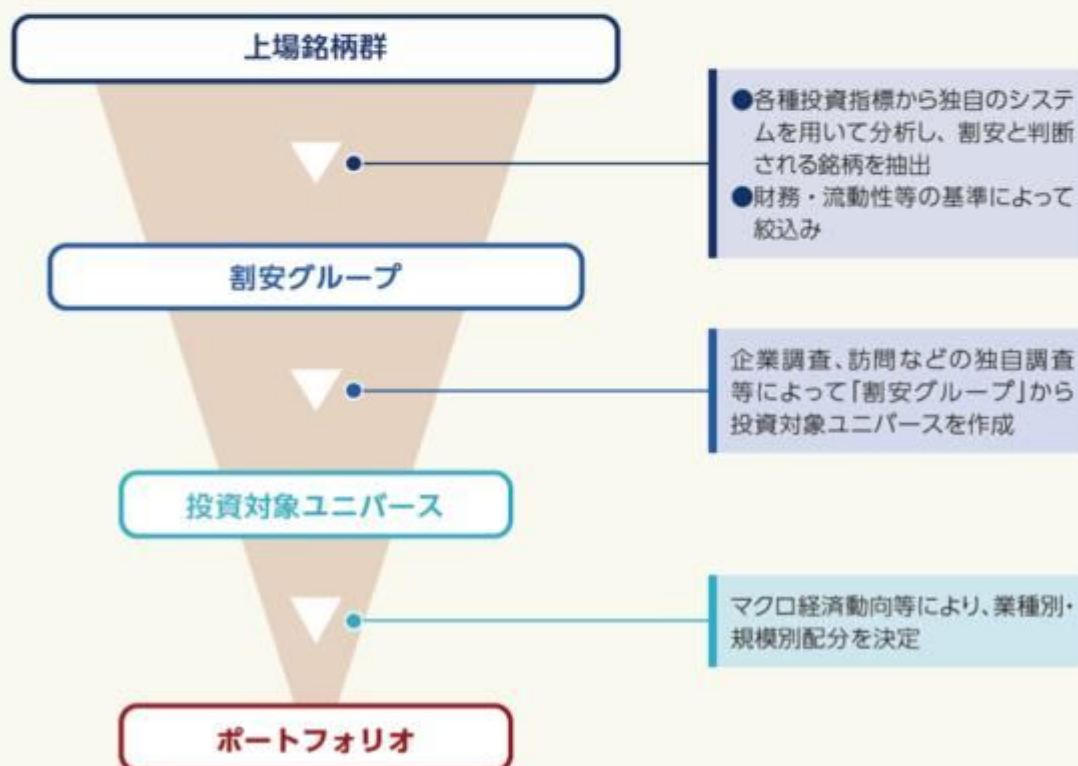 上場銘柄群
●各種投資指標から独自のシステ
ムを用いて分析し、割安と判断
される銘柄を抽出
●財務・流動性等の基準によって
絞込み
割安グループ
企業調査、訪問などの独自調査
等によって「割安グループ」から
投資対象ユニバースを作成
投資対象ユニバース
マクロ経済動向等により、業種別・
規模別配分を決定
ポートフォリオ